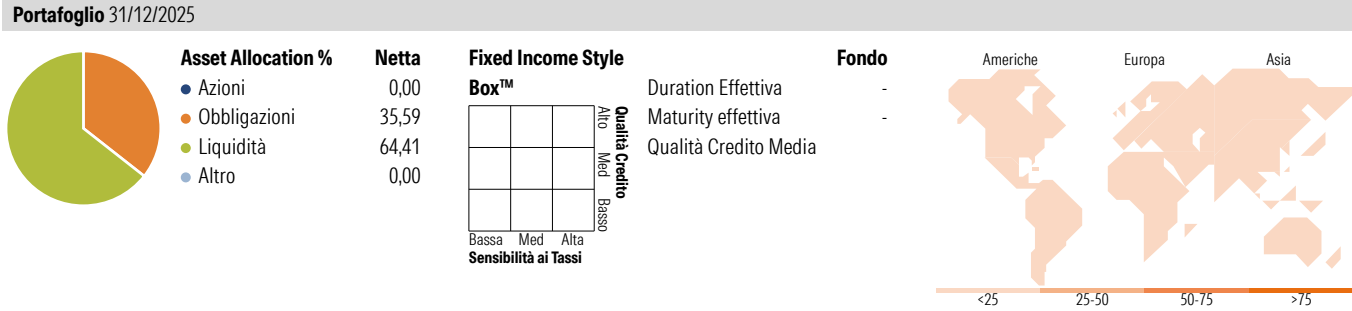 Portafoglio 31/12/2025
Asset Allocation % Netta
Azioni 0,00
Obbligazioni 35,59
Liquidità 64,41
Altro 0,00
Fixed Income Style
Box™
Alto Med Basso
Qualità Credito
Bassa Med Alta
Sensibilità ai Tassi
Fondo
Duration Effettiva -
Maturity effettiva -
Qualità Credito Media
Americhe Europa Asia
<25 25-50 50-75 >75